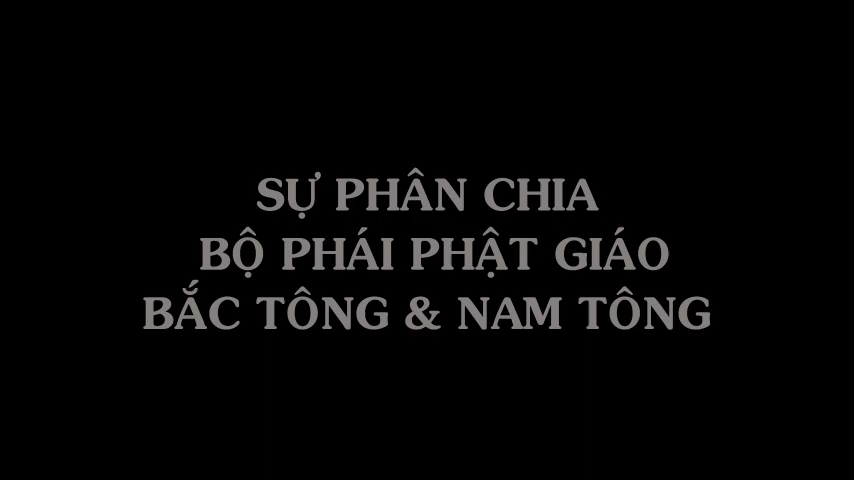 SỰ PHÂN CHIA
BỘ PHÁI PHẬT GIÁO
BẮC TÔNG & NAM TÔNG